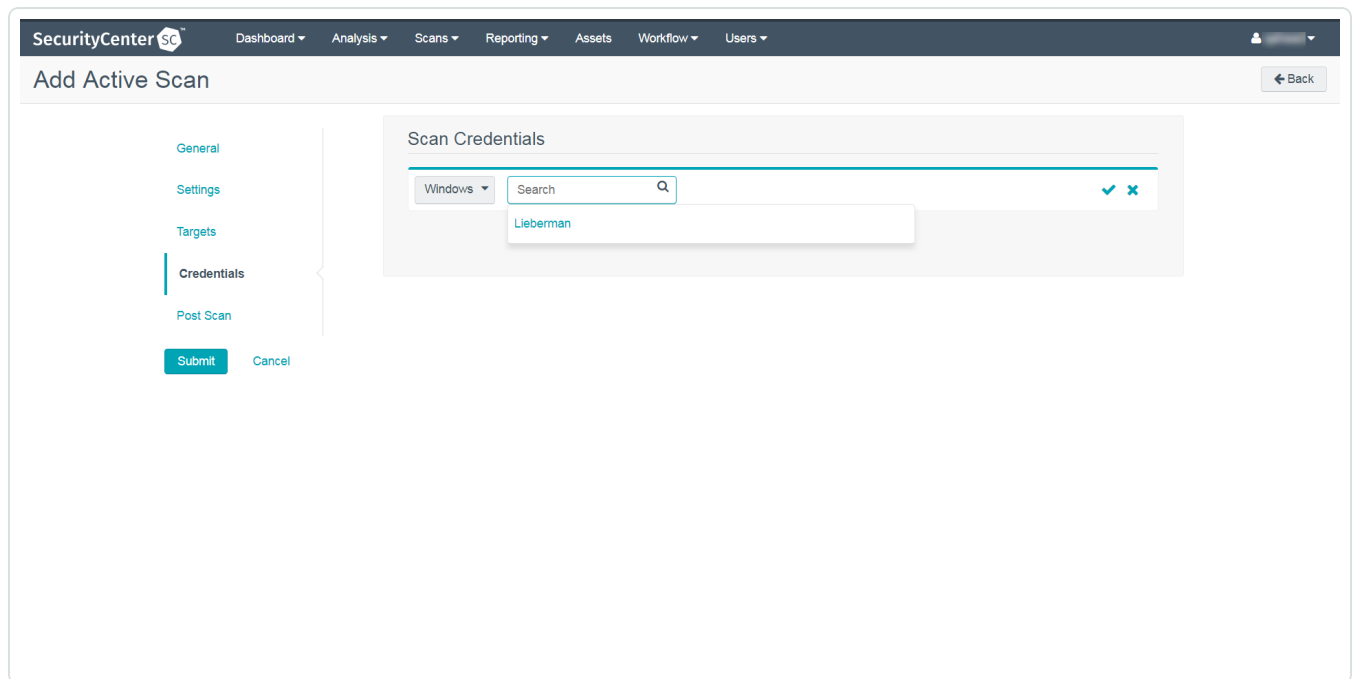 SecurityCenter SC Dashboard Analysis Scans Reporting Assets Workflow Users
Add Active Scan Back
General
Settings
Targets
Credentials
Post Scan
Submit Cancel
Scan Credentials
Windows Search
Lieberman